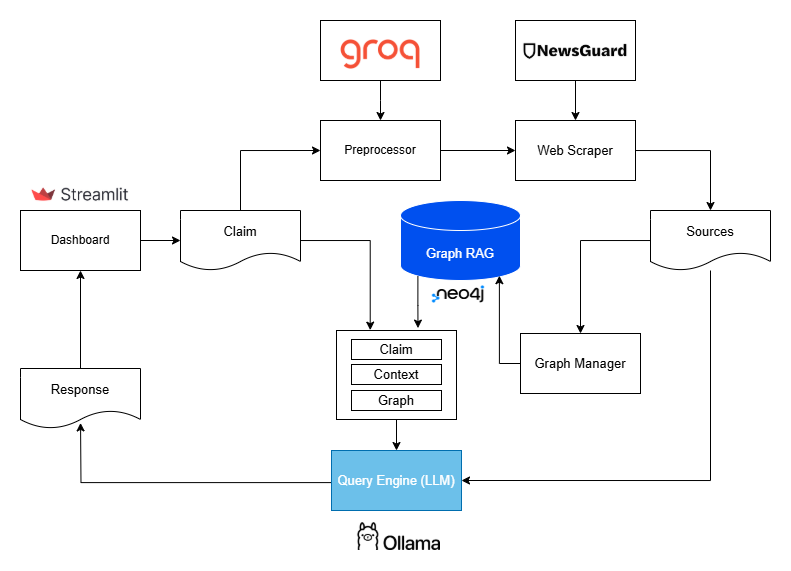 groq
NewsGuard
Preprocessor
Web Scraper
Streamlit
Dashboard
Claim
Graph RAG
Sources
neo4j
Claim
Context
Graph
Graph Manager
Response
Query Engine (LLM)
Ollama